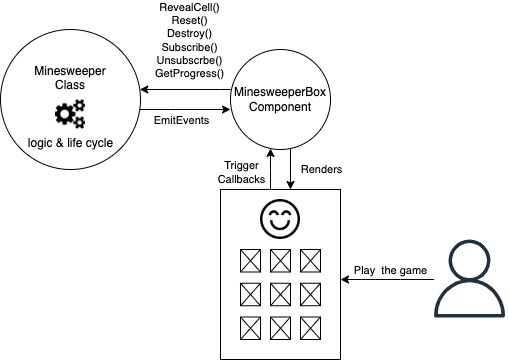 RevealCell()
Reset()
Destroy()
Subscribe()
Unsubscrbe()
GetProgress()
Minesweeper
Class
logic & life cycle
EmitEvents
MinesweeperBox
Component
Trigger
Callbacks
Renders
Play the game